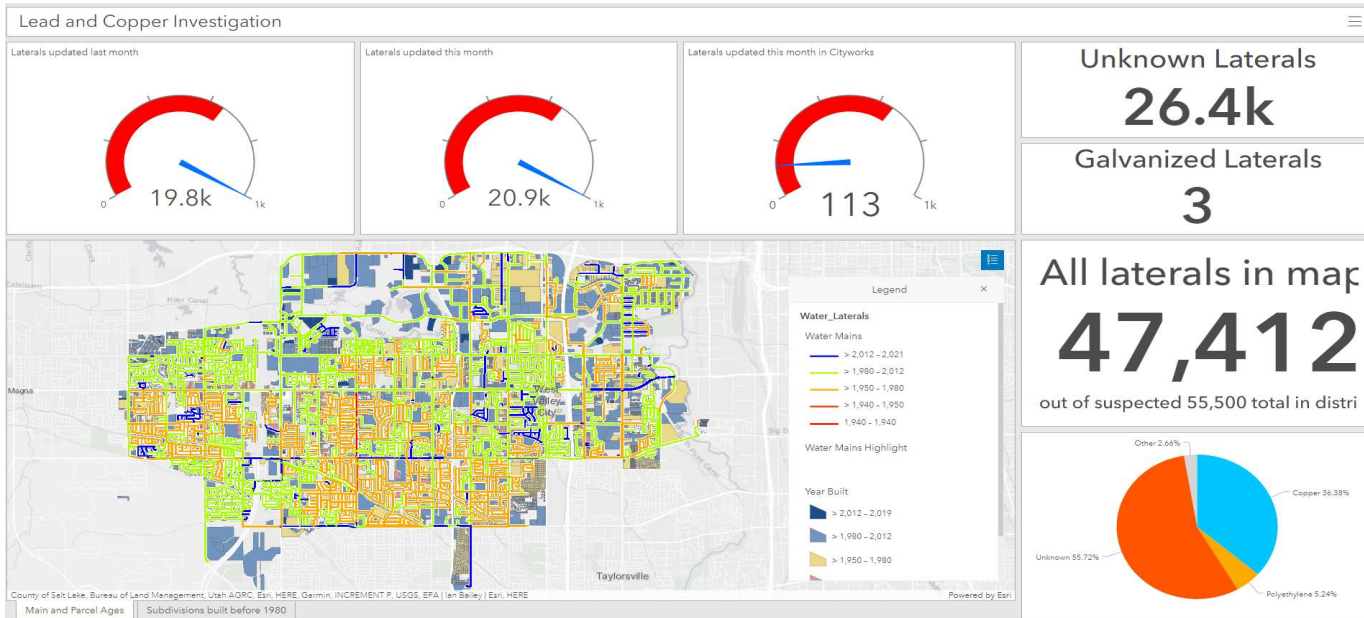 Lead and Copper Investigation
Laterals updated last month
0
19.8k
1k
Laterals updated this month
0
20.9k
1k
Laterals updated this month in Cityworks
0
113
1k
Unknown Laterals
26.4k
Galvanized Laterals
3
All laterals in map
47,412
out of suspected 55,500 total in distri
Magna
West
Valley
City
Taylorsville
Legend
Water_Laterals
Water Mains
> 2,012 - 2,021
> 1,980 - 2,012
> 1,950 - 1,980
> 1,940 - 1,950
1,940 - 1,940
Water Mains Highlight
Year Built
> 2,012 - 2,019
> 1,980 - 2,012
> 1,950 - 1,980
County of Salt Lake, Bureau of Land Management, Utah AGRC, Esri, HERE, Garmin, INCREMENT P, USGS, EPA | Ian Bailey | Esri, HERE
Powered by Esri
Main and Parcel Ages
Subdivisions built before 1980
Other 2.66%
Copper 36.38%
Unknown 55.72%
Polyethylene 5.24%